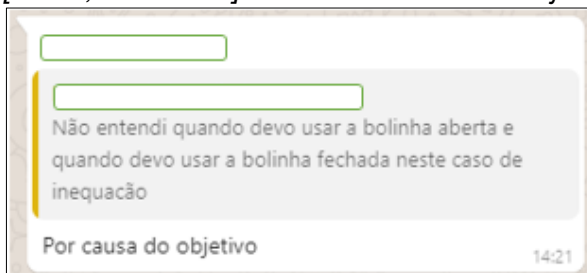 Não entendi quando devo usar a bolinha aberta e
quando devo usar a bolinha fechada neste caso de
inequacão
Por causa do objetivo
14:21